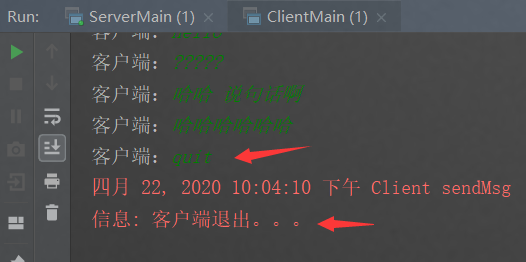 Run: ServerMain (1) × ClientMain (1) ×
客户端: hello
客户端: ?????
客户端: 哈哈 说句话啊
客户端: 哈哈哈哈哈哈
客户端: quit
四月 22, 2020 10:04:10 下午 Client sendMsg
信息: 客户端退出。。。